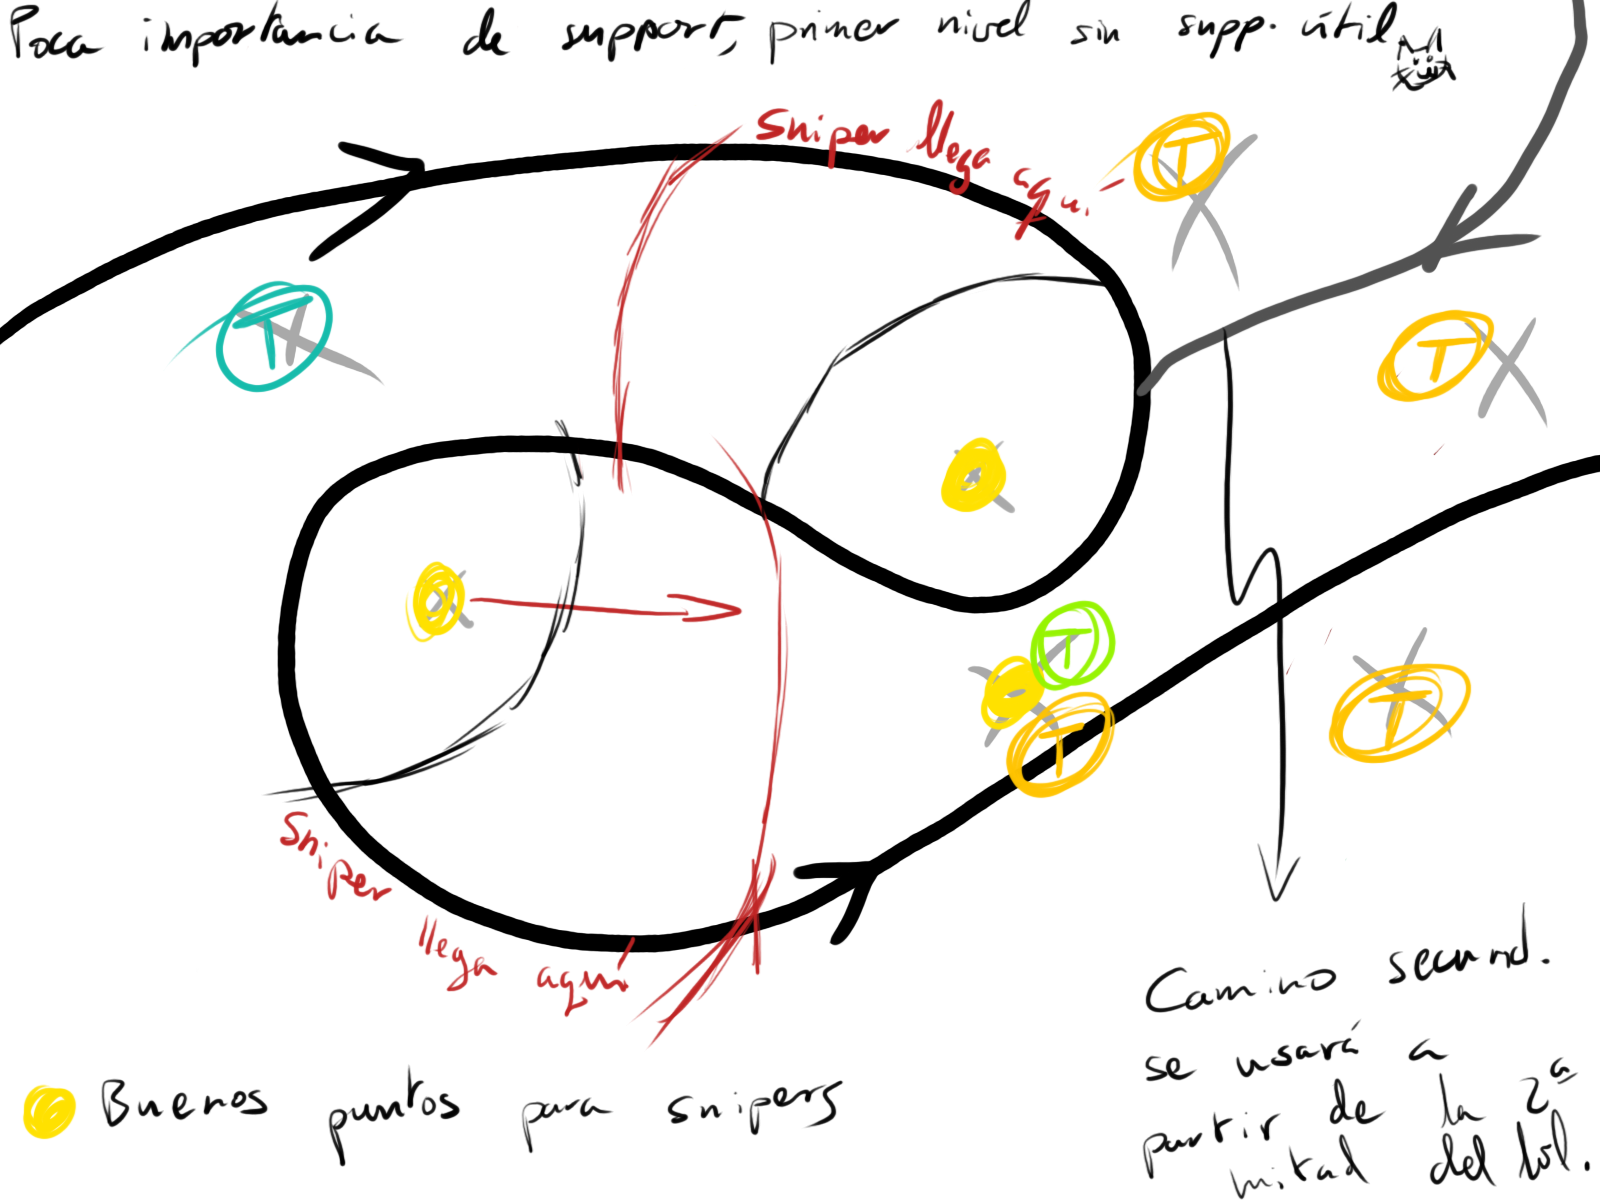 Poca importancia de support, primer nivel sin supp. útil
Sniper llega aquí
T
T
T
T
T
T
Sniper
llega aquí
Camino secund.
se usará a
partir de la 2ª
mitad del lvl.
Buenos puntos para snipers